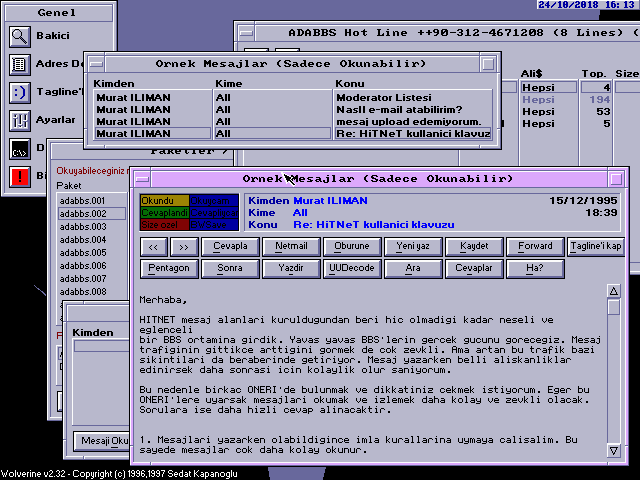 24/10/2018 16:13
Genel
Bakici
Adres De
Tagline'l
Ayarlar
D
Bi
ADABBS Hot Line ++90-312-4671208 (8 Lines) (
Ali$ Top. Size
Hepsi 4
Hepsi 194
Hepsi 53
Hepsi 5
Ornek Mesajlar (Sadece Okunabilir)
Kimden Kime Konu
Murat ILIMAN All Moderator Listesi
Murat ILIMAN All NasIl e-mail atabilirim?
Murat ILIMAN All mesaj upload edemiyorum.
Murat ILIMAN All Re: HiTNeT kullanici klavuz
Paketler
Okuyabileceginiz
Paket
adabbs.001
adabbs.002
adabbs.003
adabbs.004
adabbs.005
adabbs.006
adabbs.007
adabbs.008
Kimden
Mesaji Oku
Ornek Mesajlar (Sadece Okunabilir)
Okundu
Cevaplandi
Size ozel
Kimden Murat ILIMAN 15/12/1995
Kime All 18:39
Konu Re: HiTNeT kullanici klavuzu
<< >> Cevapla Netmail Oburune Yeni yaz Kaydet Forward Tagline'i kap
Pentagon Sonra Yazdir UUDecode Ara Cevaplar Ha?
Merhaba,
HITNET mesaj alanlari kuruldugundan beri hic olmadigi kadar neseli ve
eglenceli
bir BBS ortamina girdik. Yavas yavas BBS'lerin gercek gucunu gorecegiz. Mesaj
trafiginin gittikce arttigini gormek de cok zevkli. Ama artan bu trafik bazi
sikintilari da beraberinde getiriyor. Mesaj yazarken belli aliskanliklar
edinirsek daha sonrasi icin kolaylik olur saniyorum.
Bu nedenle birkac ONERI'de bulunmak ve dikkatiniz cekmek istiyorum. Eger bu
ONERI'lere uyarsak mesajlari okumak ve izlemek daha kolay ve zevkli olacak.
Sorulara ise daha hizli cevap alinacaktir.
1. Mesajlari yazarken olabildigince imla kurallarina uymaya calisalim. Bu
sayede mesajlar cok daha kolay okunur.
Wolverine v2.32 - Copyright (c) 1996,1997 Sedat Kapanoglu